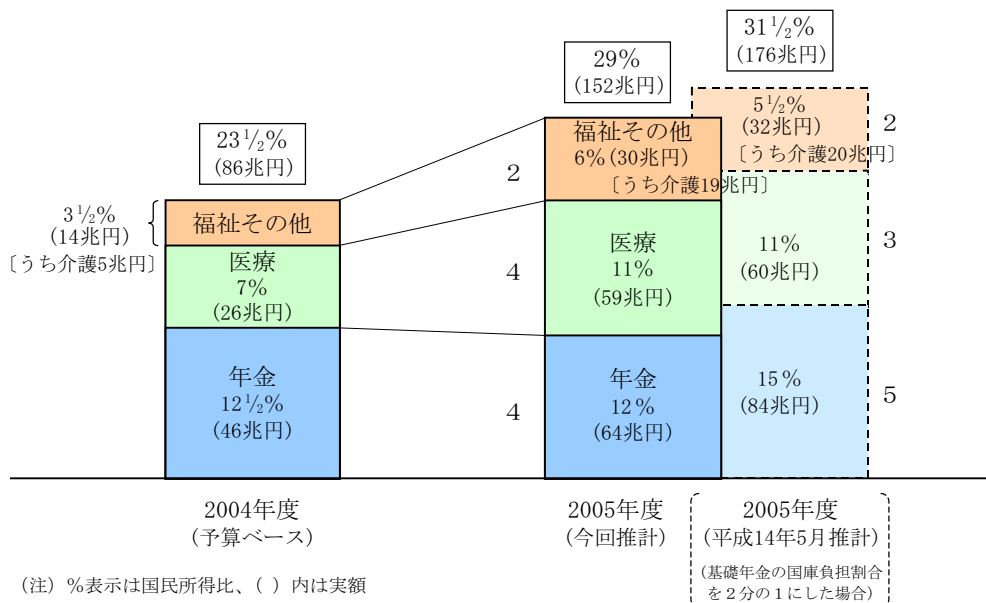 23 1/2%
(86兆円)
3 1/2%
(14兆円)
〔うち介護5兆円〕
福祉その他
医療
7%
(26兆円)
年金
12 1/2%
(46兆円)
2
4
4
29%
(152兆円)
福祉その他
6% (30兆円)
〔うち介護19兆円〕
医療
11%
(59兆円)
年金
12%
(64兆円)
31 1/2%
(176兆円)
5 1/2%
(32兆円)
〔うち介護20兆円〕
11%
(60兆円)
15%
(84兆円)
2
3
5
2004年度
(予算ベース)
2005年度
(今回推計)
2005年度
(平成14年5月推計)
(基礎年金の国庫負担割合
を2分の1にした場合)
(注) %表示は国民所得比、( ) 内は実額